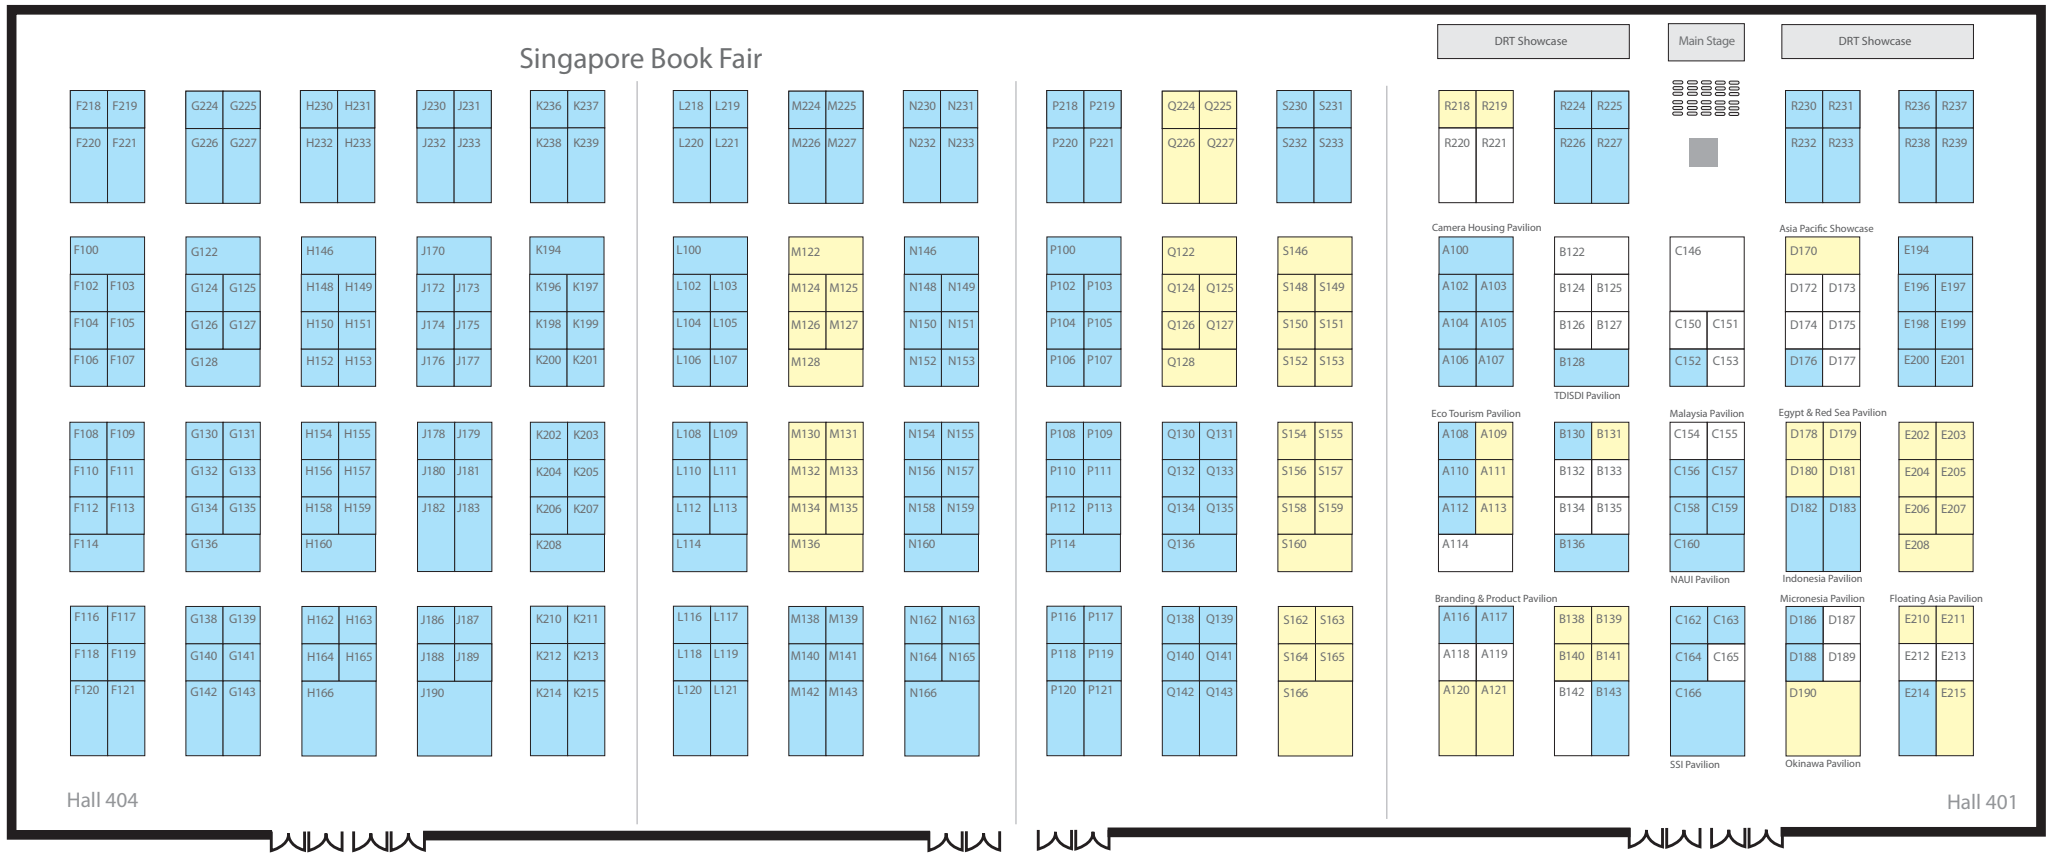 DRT Showcase Main Stage DRT Showcase
Singapore Book Fair
F218 F219 G224 G225 H230 H231 J230 J231 K236 K237 L218 L219 M224 M225 N230 N231 P218 P219 Q224 Q225 S230 S231 R218 R219 R224 R225 R230 R231 R236 R237
F220 F221 G226 G227 H232 H233 J232 J233 K238 K239 L220 L221 M226 M227 N232 N233 P220 P221 Q226 Q227 S232 S233 R220 R221 R226 R227 R232 R233 R238 R239
Camera Housing Pavilion Asia Pacific Showcase
F100 G122 H146 J170 K194 L100 M122 N146 P100 Q122 S146 A100 B122 C146 D170 E194
F102 F103 G124 G125 H148 H149 J172 J173 K196 K197 L102 L103 M124 M125 N148 N149 P102 P103 Q124 Q125 S148 S149 A102 A103 B124 B125 D172 D173 E196 E197
F104 F105 G126 G127 H150 H151 J174 J175 K198 K199 L104 L105 M126 M127 N150 N151 P104 P105 Q126 Q127 S150 S151 A104 A105 B126 B127 C150 C151 D174 D175 E198 E199
F106 F107 G128 H152 H153 J176 J177 K200 K201 L106 L107 M128 N152 N153 P106 P107 Q128 S152 S153 A106 A107 B128 C152 C153 D176 D177 E200 E201
TDISDI Pavilion
Eco Tourism Pavilion Malaysia Pavilion Egypt & Red Sea Pavilion
F108 F109 G130 G131 H154 H155 J178 J179 K202 K203 L108 L109 M130 M131 N154 N155 P108 P109 Q130 Q131 S154 S155 A108 A109 B130 B131 C154 C155 D178 D179 E202 E203
F110 F111 G132 G133 H156 H157 J180 J181 K204 K205 L110 L111 M132 M133 N156 N157 P110 P111 Q132 Q133 S156 S157 A110 A111 B132 B133 C156 C157 D180 D181 E204 E205
F112 F113 G134 G135 H158 H159 J182 J183 K206 K207 L112 L113 M134 M135 N158 N159 P112 P113 Q134 Q135 S158 S159 A112 A113 B134 B135 C158 C159 D182 D183 E206 E207
F114 G136 H160 K208 L114 M136 N160 P114 Q136 S160 A114 B136 C160 E208
NAUI Pavilion Indonesia Pavilion
Branding & Product Pavilion Micronesia Pavilion Floating Asia Pavilion
F116 F117 G138 G139 H162 H163 J186 J187 K210 K211 L116 L117 M138 M139 N162 N163 P116 P117 Q138 Q139 S162 S163 A116 A117 B138 B139 C162 C163 D186 D187 E210 E211
F118 F119 G140 G141 H164 H165 J188 J189 K212 K213 L118 L119 M140 M141 N164 N165 P118 P119 Q140 Q141 S164 S165 A118 A119 B140 B141 C164 C165 D188 D189 E212 E213
F120 F121 G142 G143 H166 J190 K214 K215 L120 L121 M142 M143 N166 P120 P121 Q142 Q143 S166 A120 A121 B142 B143 C166 D190 E214 E215
SSI Pavilion Okinawa Pavilion
Hall 404 Hall 401